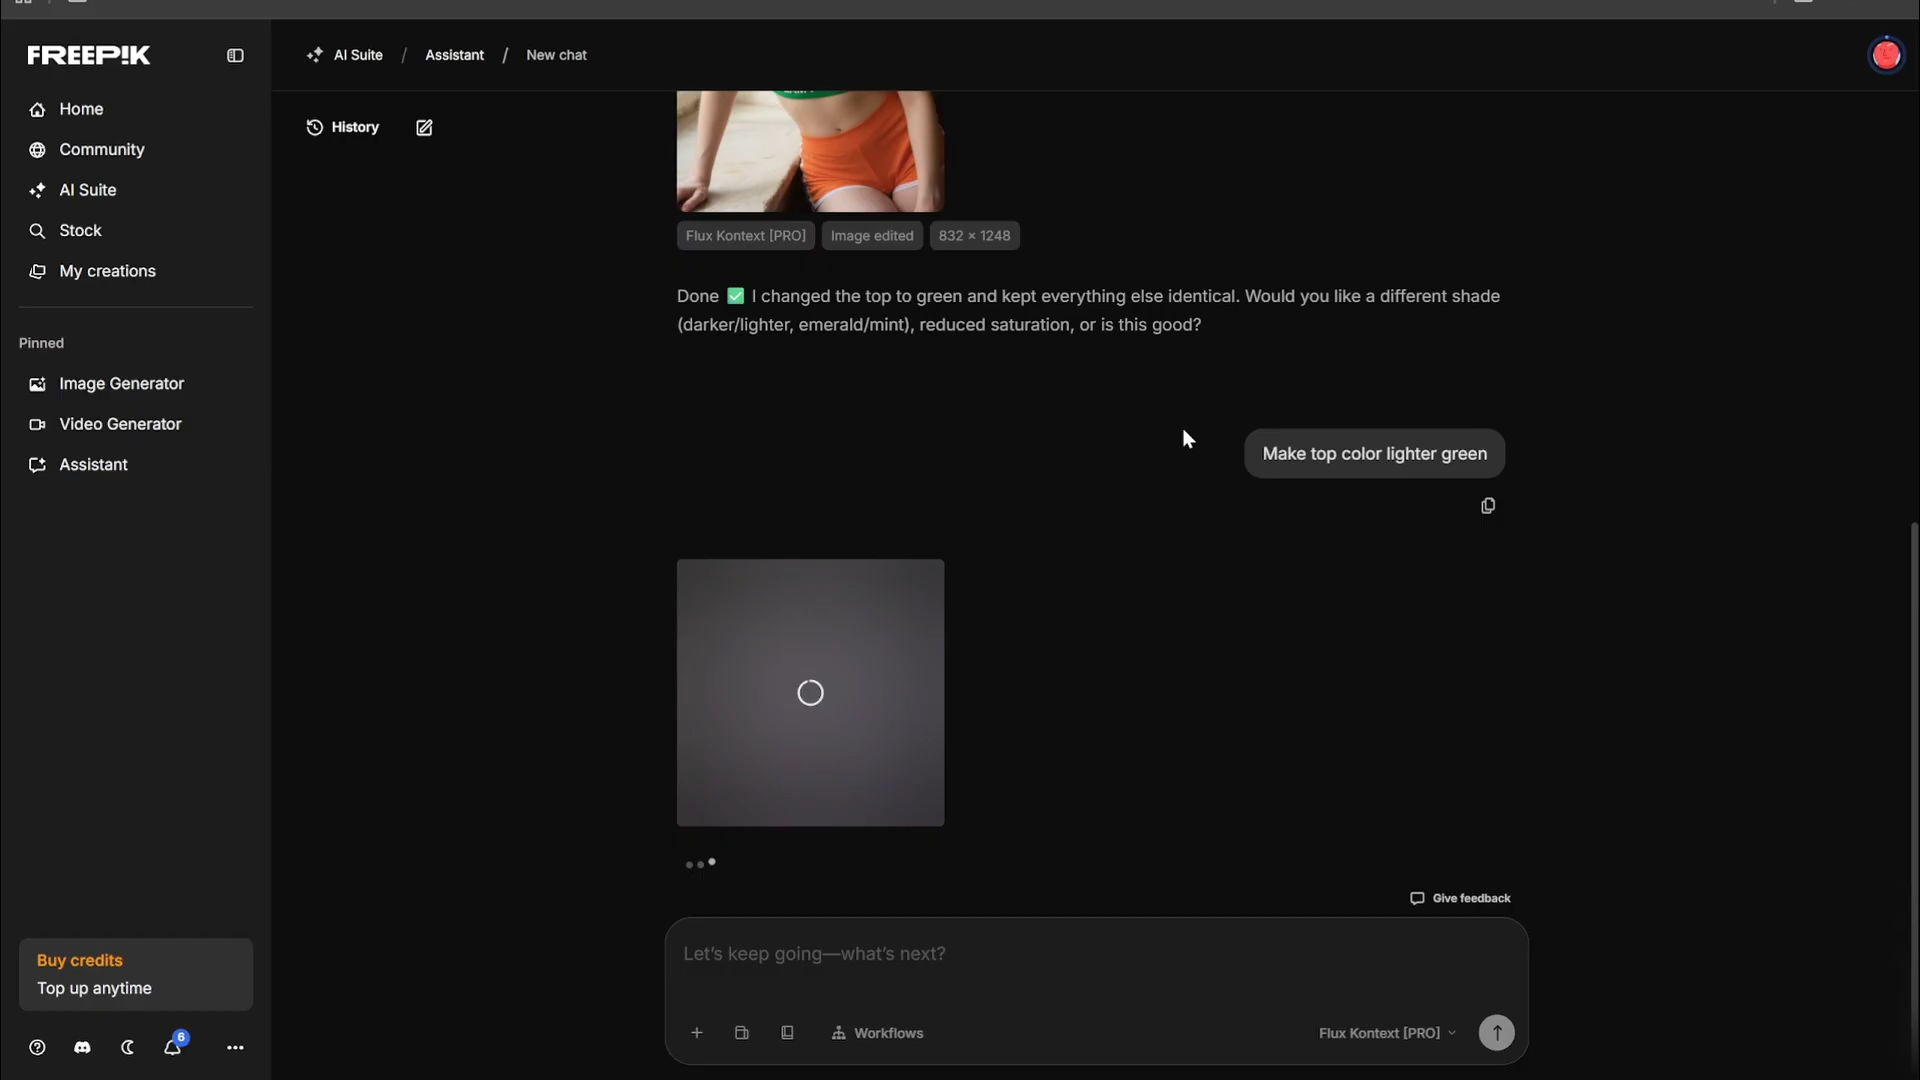 FREEP!K
AI Suite / Assistant / New chat
Home
Community
AI Suite
Stock
My creations
Pinned
Image Generator
Video Generator
Assistant
Buy credits
Top up anytime
6
History
Flux Kontext [PRO] Image edited 832 × 1248
Done ✅ I changed the top to green and kept everything else identical. Would you like a different shade
(darker/lighter, emerald/mint), reduced saturation, or is this good?
Make top color lighter green
Give feedback
Let's keep going—what's next?
Workflows
Flux Kontext [PRO]